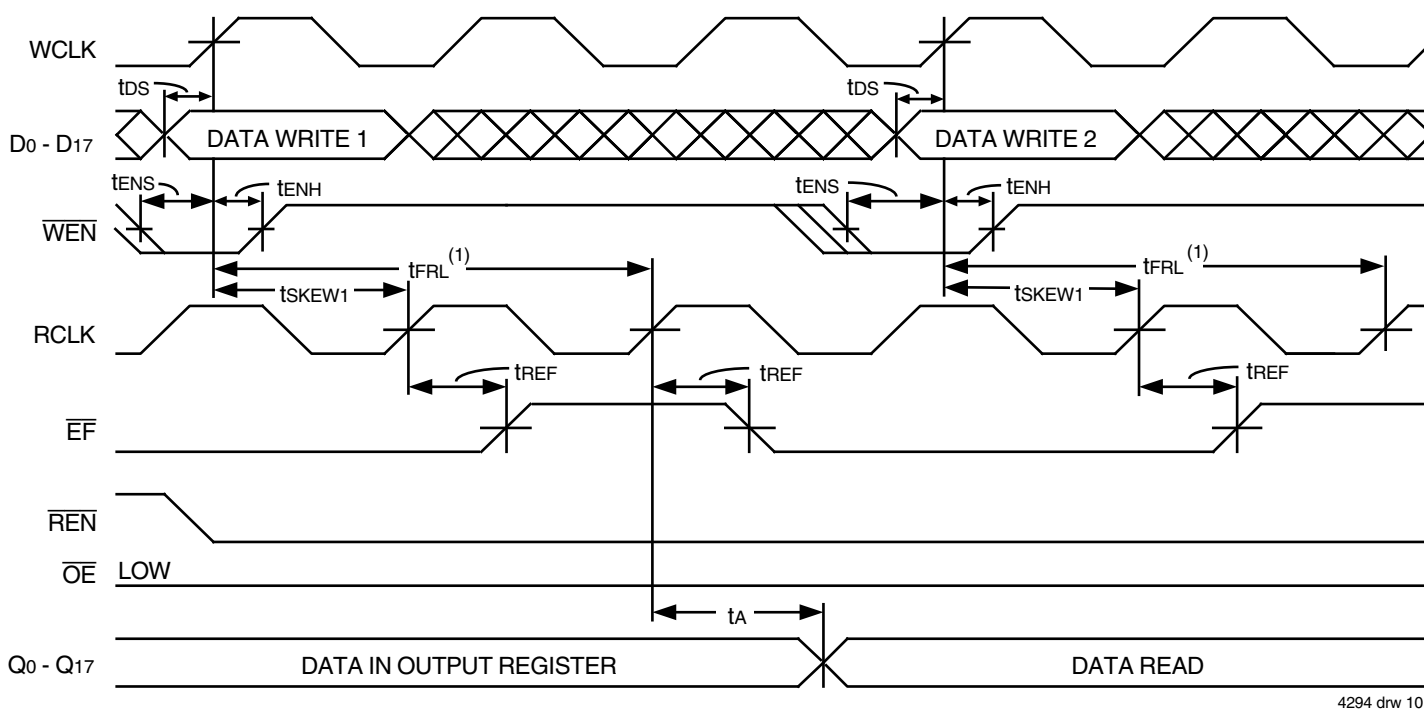 WCLK
tDS
tDS
D0 - D17
DATA WRITE 1
DATA WRITE 2
tENS
tENH
tENS
tENH
WEN
tFRL(1)
tFRL(1)
tSKEW1
tSKEW1
RCLK
tREF
tREF
tREF
EF
REN
OE
LOW
tA
Q0 - Q17
DATA IN OUTPUT REGISTER
DATA READ
4294 drw 10